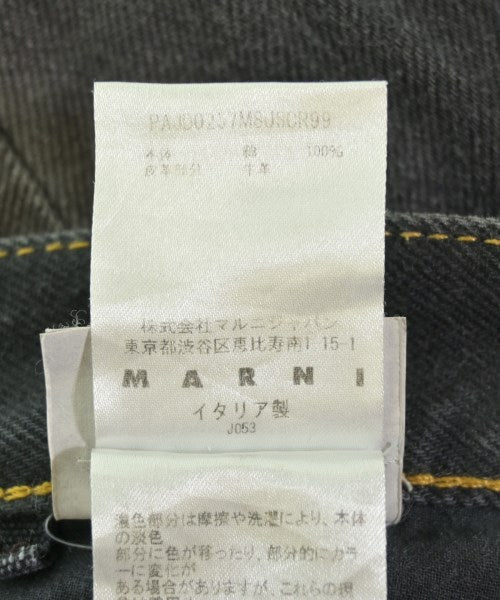 PAJD0257M8JSCR99
本体 綿 100%
皮革部分 牛革
株式会社マルニジャパン
東京都渋谷区恵比寿南1-15-1
MARNI
イタリア製
J053
濃色部分は摩擦や洗濯により、本体
の淡色
部分に色が移ったり、部分的にカラ
ーに変化が
ある場合がありますが、これらの現